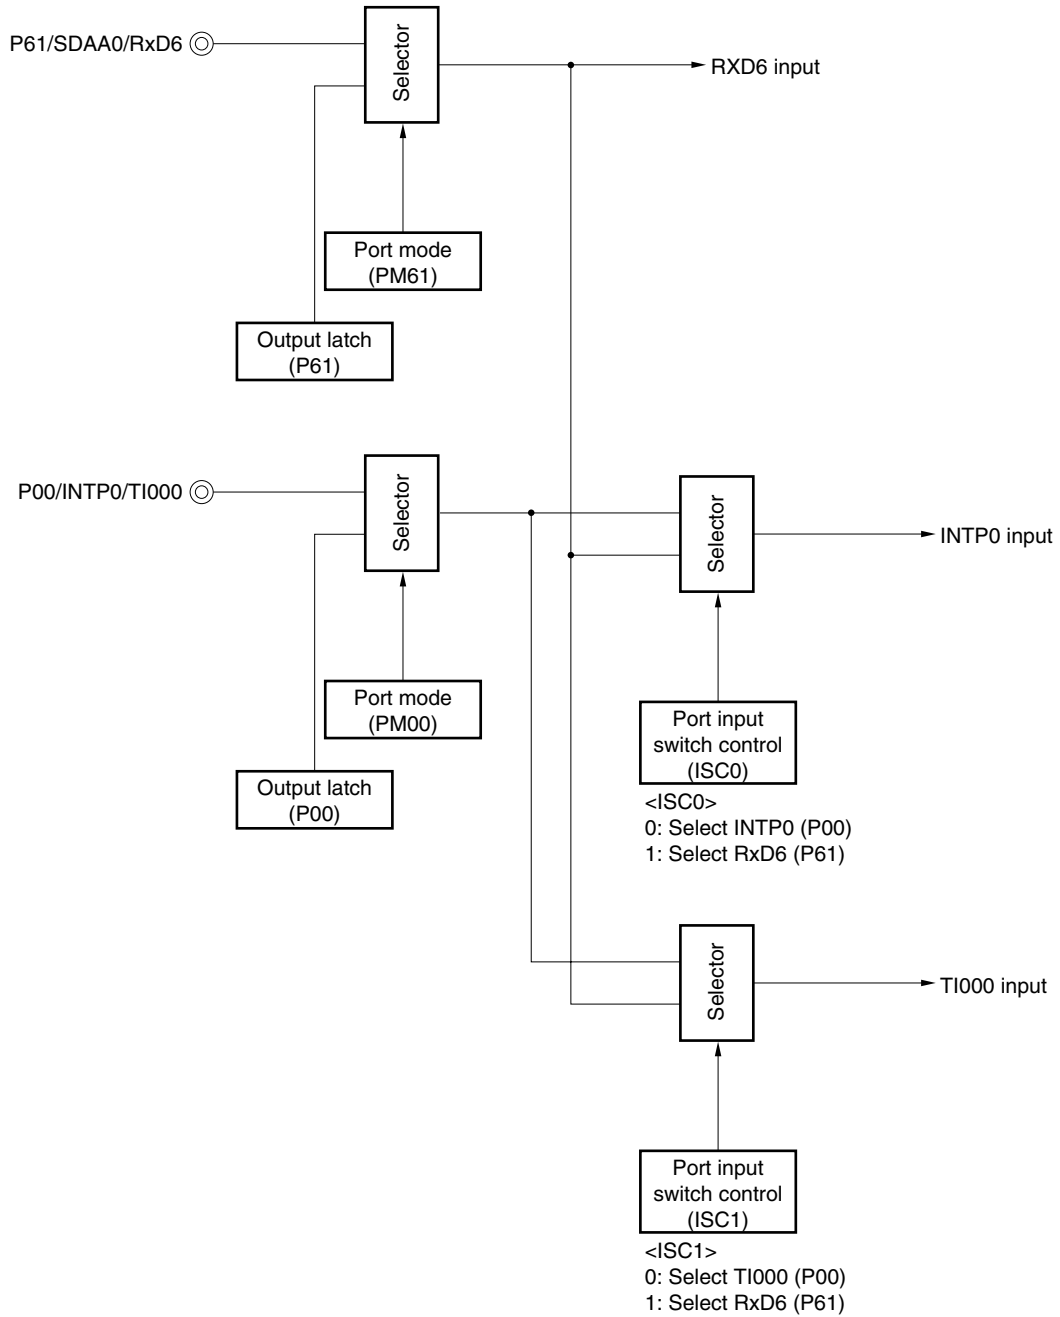 P61/SDAA0/RxD6
Selector
RXD6 input
Port mode
(PM61)
Output latch
(P61)
P00/INTP0/TI000
Selector
Selector
INTP0 input
Port mode
(PM00)
Output latch
(P00)
Port input
switch control
(ISC0)
<ISC0>
0: Select INTP0 (P00)
1: Select RxD6 (P61)
Selector
TI000 input
Port input
switch control
(ISC1)
<ISC1>
0: Select TI000 (P00)
1: Select RxD6 (P61)